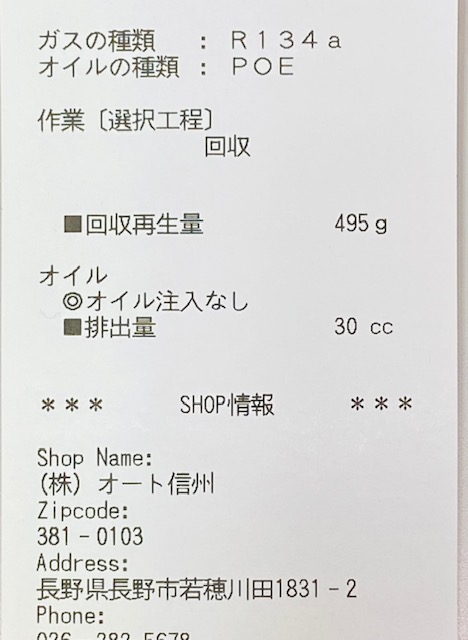 ガスの種類　：Ｒ１３４ａ
オイルの種類：ＰＯＥ
作業〔選択工程〕
回収
■回収再生量 495ｇ
オイル
◎オイル注入なし
■排出量 30 cc
＊＊＊ SHOP情報 ＊＊＊
Shop Name:
(株) オート信州
Zipcode:
381-0103
Address:
長野県長野市若穂川田1831-2
Phone:
026- 282-5678